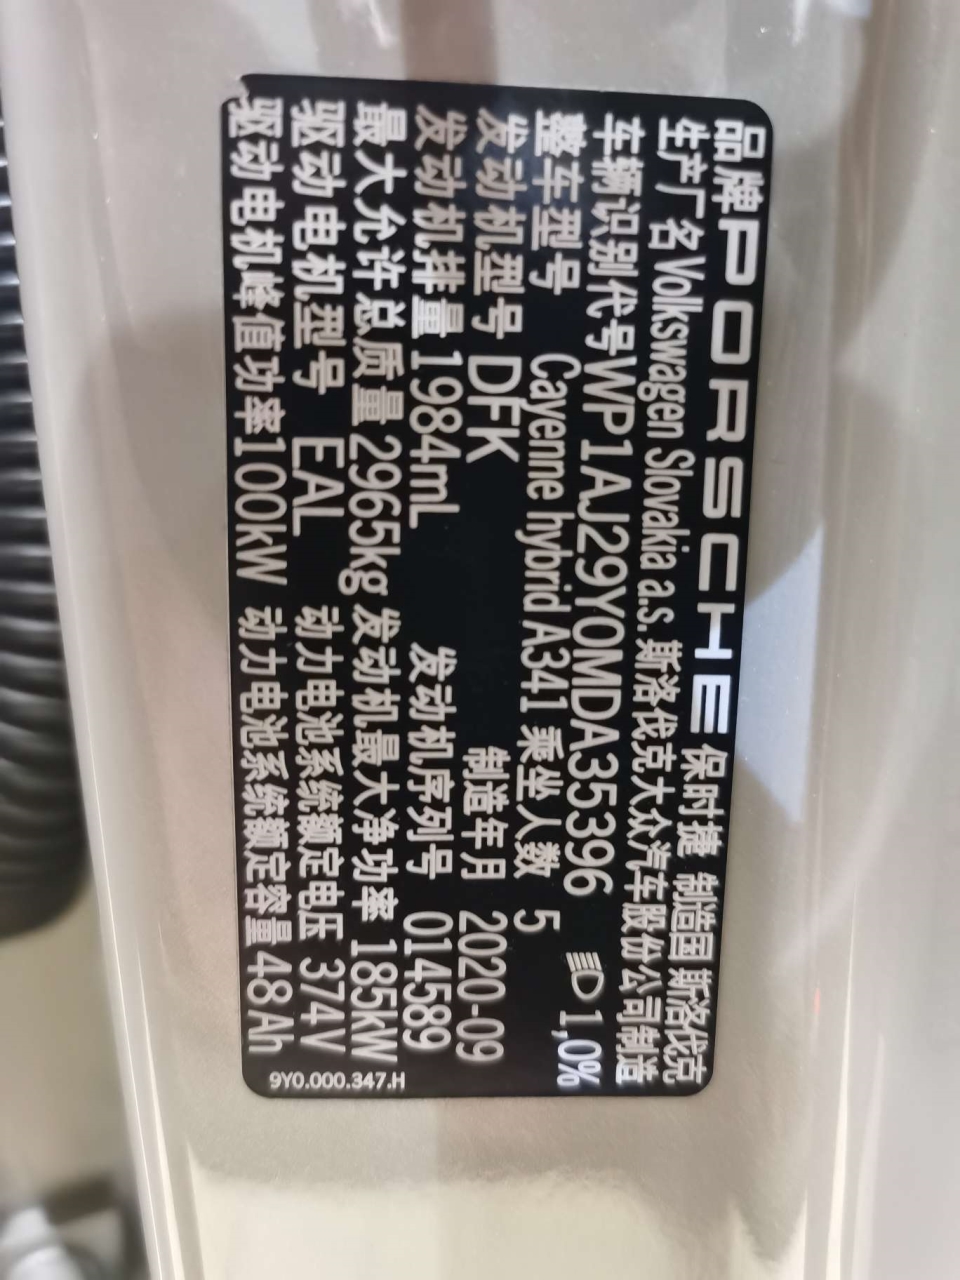 品牌 PORSCHE 保时捷 制造国 斯洛伐克
生产厂名 Volkswagen Slovakia a.s. 斯洛伐克大众汽车股份公司制造
车辆识别代号 WP1AJ29Y0MDA35396 1,0%
整车型号 Cayenne hybrid A341 乘坐人数 5
发动机型号 DFK 制造年月 2020-09
发动机排量 1984mL 发动机序列号 014589
最大允许总质量 2965kg 发动机最大净功率 185kW
驱动电机型号 EAL 动力电池系统额定电压 374V
驱动电机峰值功率 100kW 动力电池系统额定容量 48Ah
9Y0.000.347.H